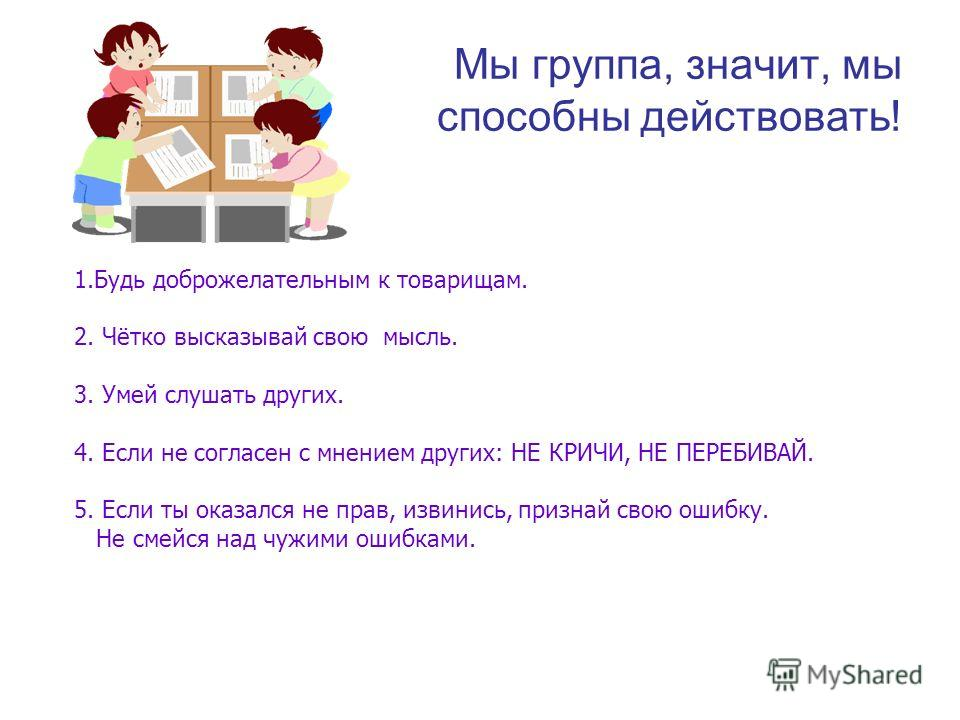 Мы группа, значит, мы
способны действовать!
1.Будь доброжелательным к товарищам.
2. Чётко высказывай свою мысль.
3. Умей слушать других.
4. Если не согласен с мнением других: НЕ КРИЧИ, НЕ ПЕРЕБИВАЙ.
5. Если ты оказался не прав, извинись, признай свою ошибку.
Не смейся над чужими ошибками.
MyShared